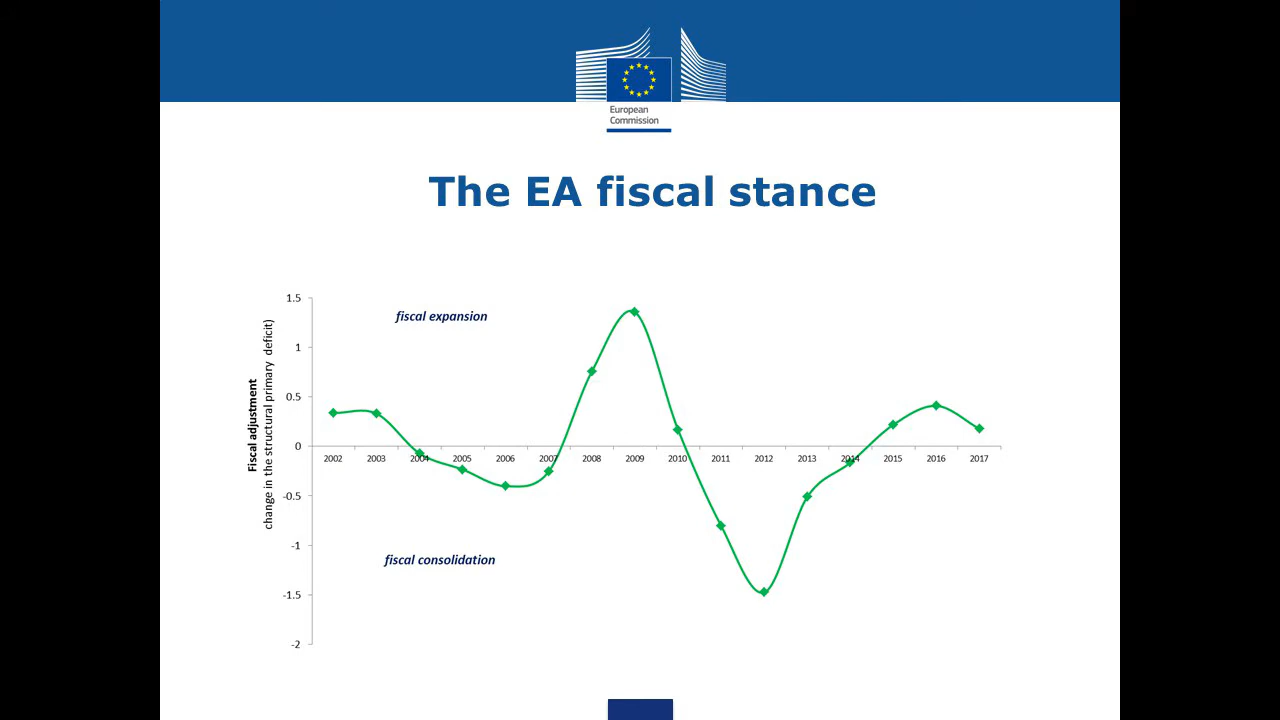 European
Commission
The EA fiscal stance
Fiscal adjustment
change in the structural primary deficit)
1.5
1
0.5
0
-0.5
-1
-1.5
-2
fiscal expansion
fiscal consolidation
2002 2003 2004 2005 2006 2007 2008 2009 2010 2011 2012 2013 2014 2015 2016 2017